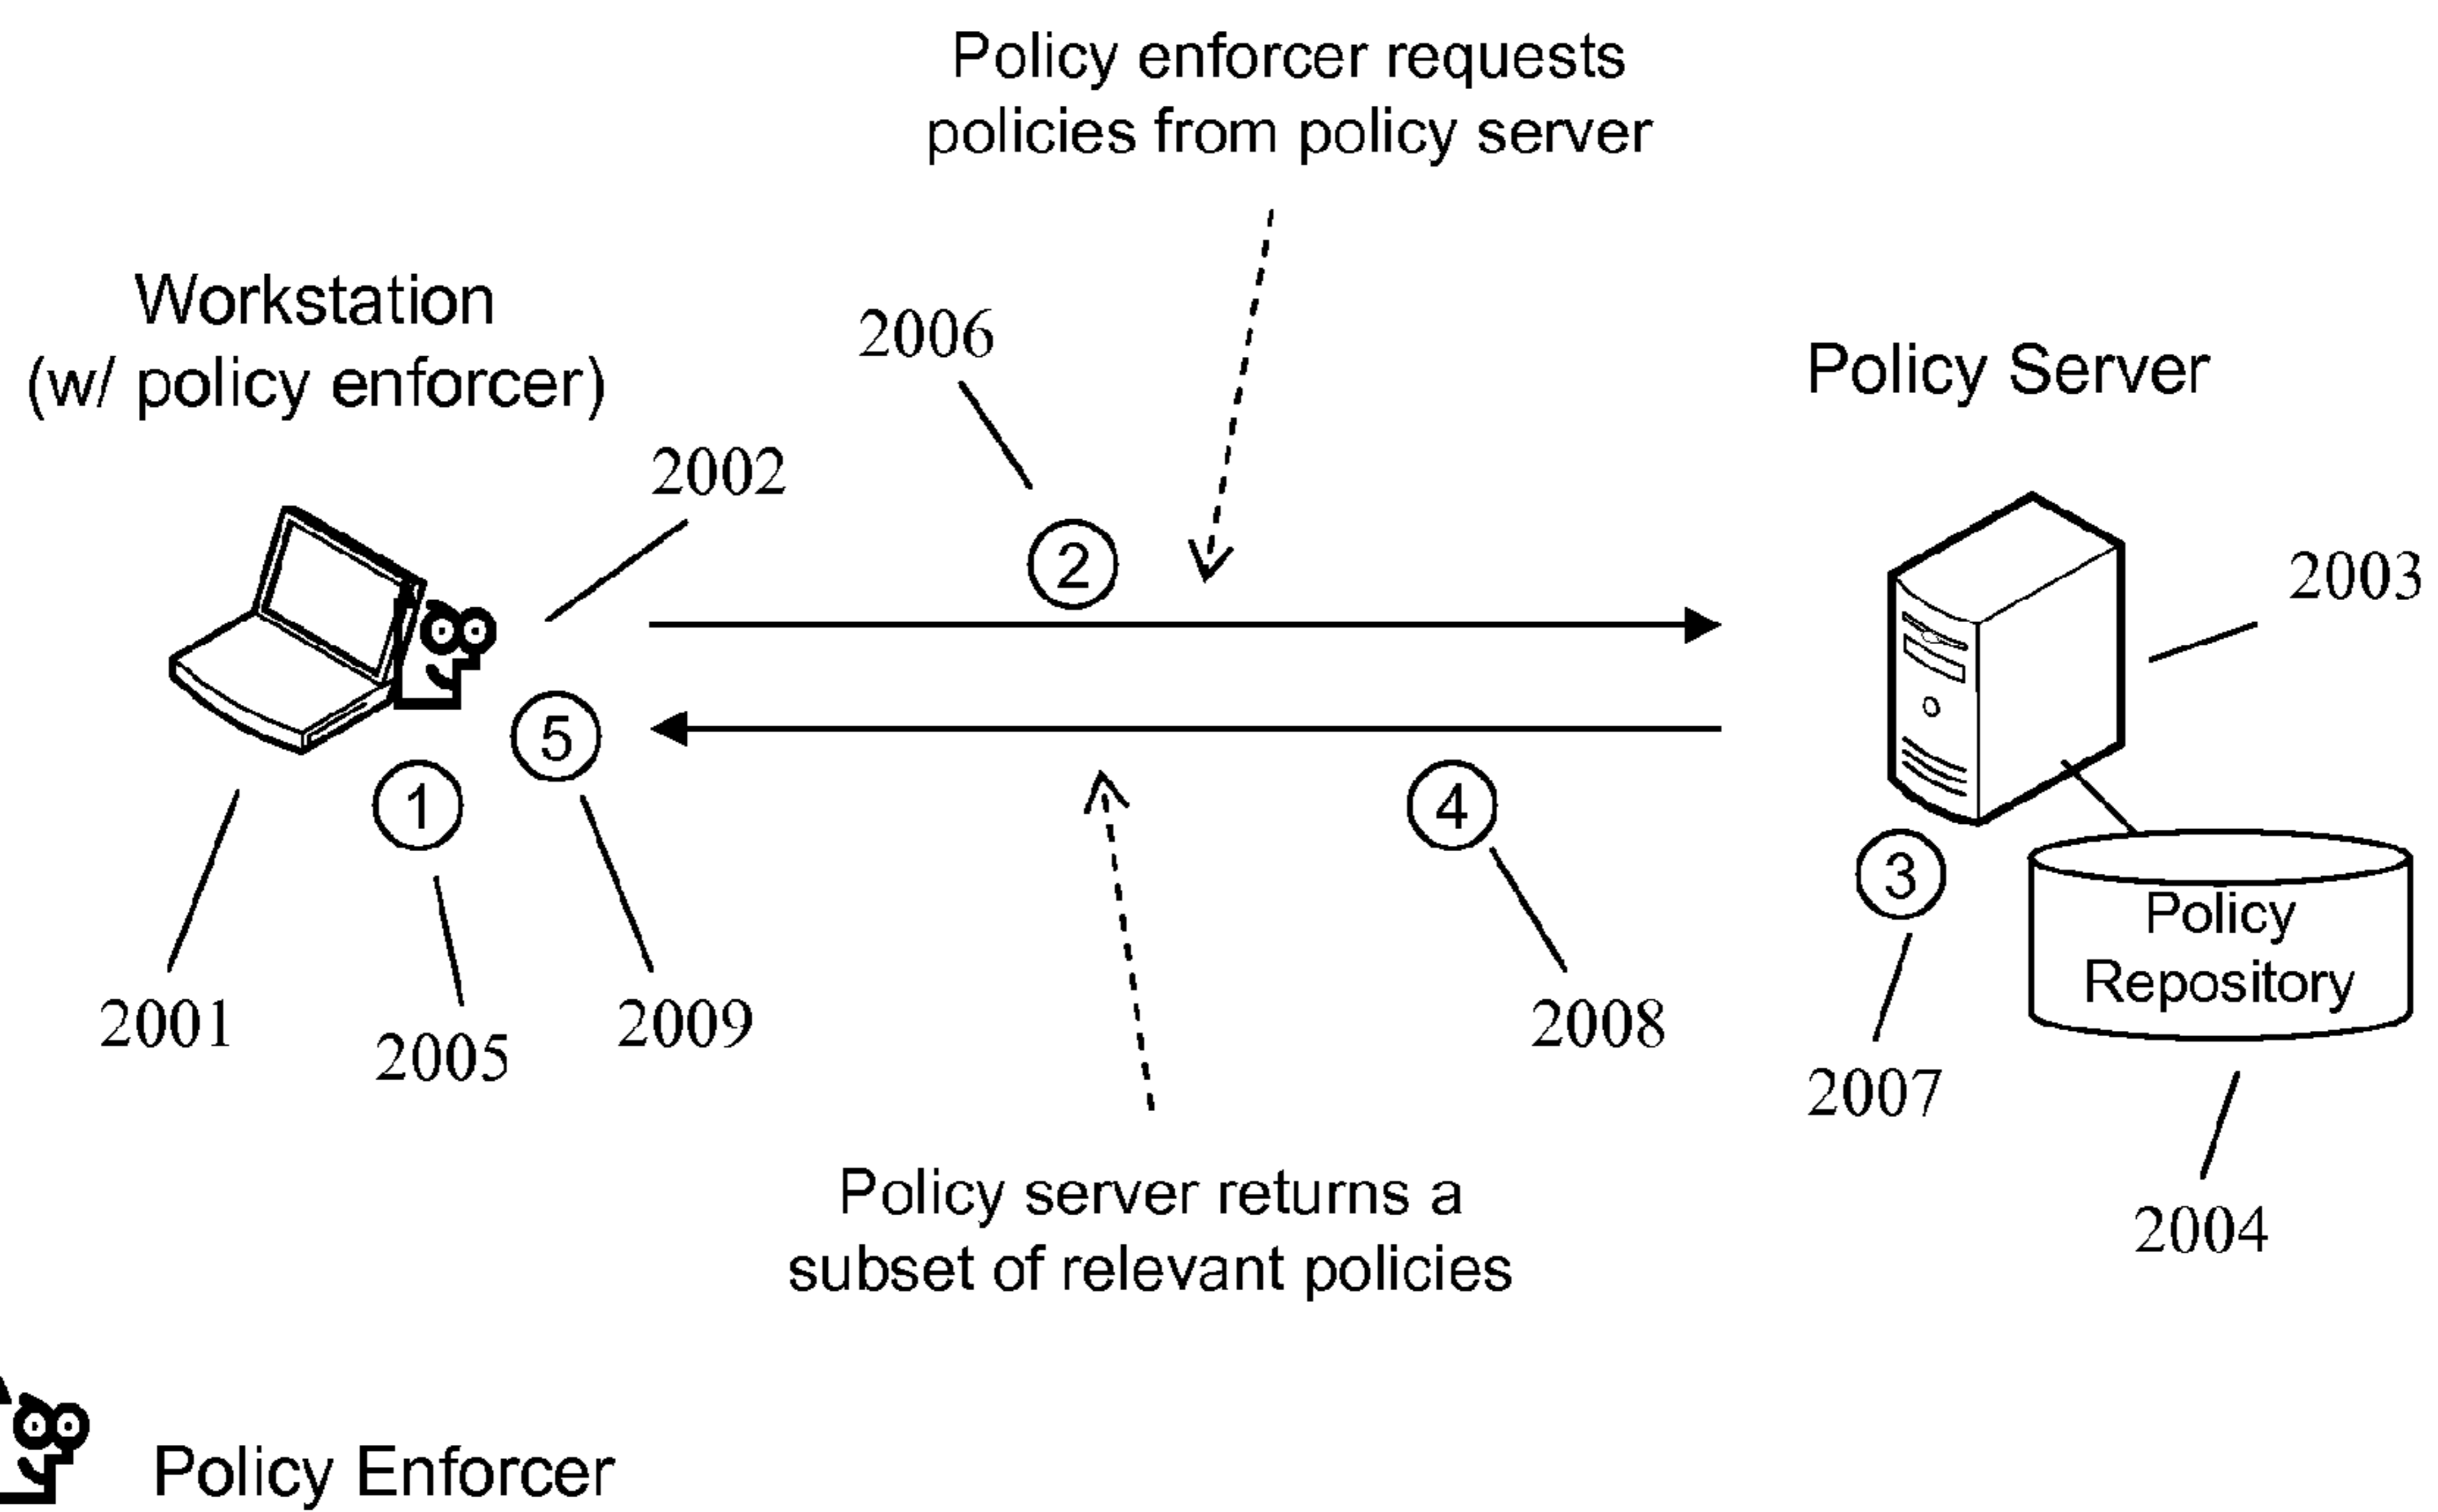 Policy enforcer requests
policies from policy server
Workstation
(w/ policy enforcer)
2006
Policy Server
2002
2
2003
5
1
4
3
Policy
Repository
2001
2005
2009
2008
2007
2004
Policy server returns a
subset of relevant policies
Policy Enforcer